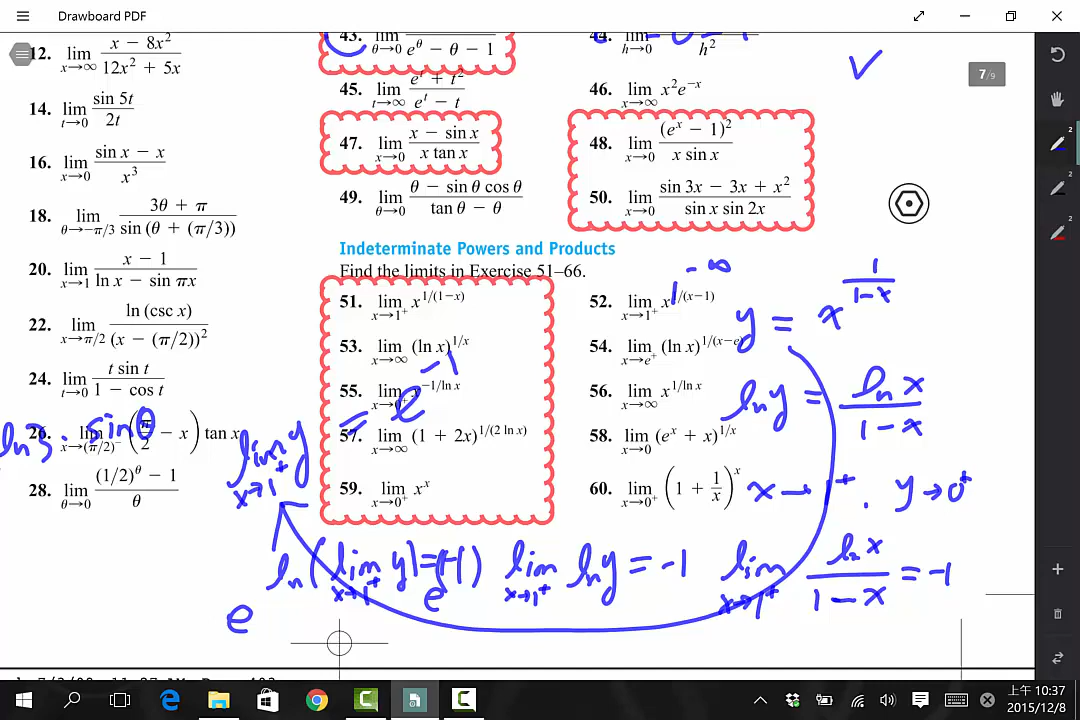 Drawboard PDF
7/9
12. lim x→∞ (x − 8x²)/(12x² + 5x)
14. lim t→0 (sin 5t)/(2t)
16. lim x→0 (sin x − x)/x³
18. lim θ→−π/3 (3θ + π)/(sin (θ + (π/3)))
20. lim x→1 (x − 1)/(ln x − sin πx)
22. lim x→π/2 (ln (csc x))/((x − (π/2))²)
24. lim t→0 (t sin t)/(1 − cos t)
26. lim x→(π/2)⁻ (π/2 − x) tan x
28. lim θ→0 ((1/2)^θ − 1)/θ
43. lim θ→0 e^θ − θ − 1
44. lim h→0 h²
45. lim t→∞ (e^t + t²)/(e^t − t)
46. lim x→∞ x²e^−x
47. lim x→0 (x − sin x)/(x tan x)
48. lim x→0 (e^x − 1)²/(x sin x)
49. lim θ→0 (θ − sin θ cos θ)/(tan θ − θ)
50. lim x→0 (sin 3x − 3x + x²)/(sin x sin 2x)
Indeterminate Powers and Products
Find the limits in Exercise 51–66.
51. lim x→1⁺ x^1/(1−x)
52. lim x→1⁺ x^1/(x−1)
53. lim x→∞ (ln x)^1/x
54. lim x→e⁺ (ln x)^1/(x−e)
55. lim x→0⁺ x^−1/ln x
56. lim x→∞ x^1/ln x
57. lim x→∞ (1 + 2x)^1/(2 ln x)
58. lim x→0 (e^x + x)^1/x
59. lim x→0⁺ x^x
60. lim x→0⁺ (1 + 1/x)^x
1^−∞
y = x^(1/(1−x))
ln y = ln x/(1−x)
x→1⁺, y→0⁺
lim x→1⁺ ln x/(1−x) = −1
lim x→1⁺ ln y = −1
ln(lim x→1⁺ y) = (−1)
e
e
lim x→1⁺ y = e^−1
ln3 · sinθ
上午 10:37
2015/12/8